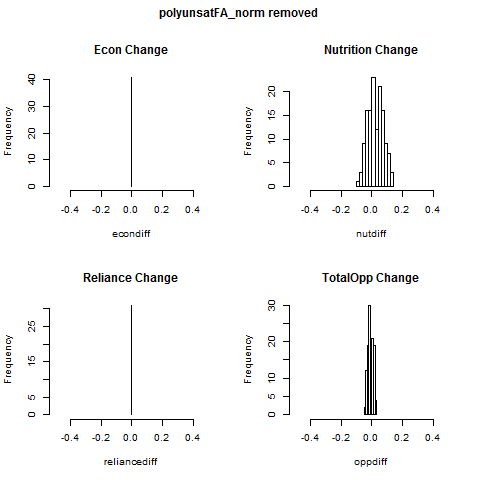 polyunsatFA_norm removed
Econ Change
Frequency
0 10 20 30 40
-0.4 -0.2 0.0 0.2 0.4
econdiff
Nutrition Change
Frequency
0 5 10 15 20
-0.4 -0.2 0.0 0.2 0.4
nutdiff
Reliance Change
Frequency
0 5 15 25
-0.4 -0.2 0.0 0.2 0.4
reliancediff
TotalOpp Change
Frequency
0 5 10 20 30
-0.4 -0.2 0.0 0.2 0.4
oppdiff